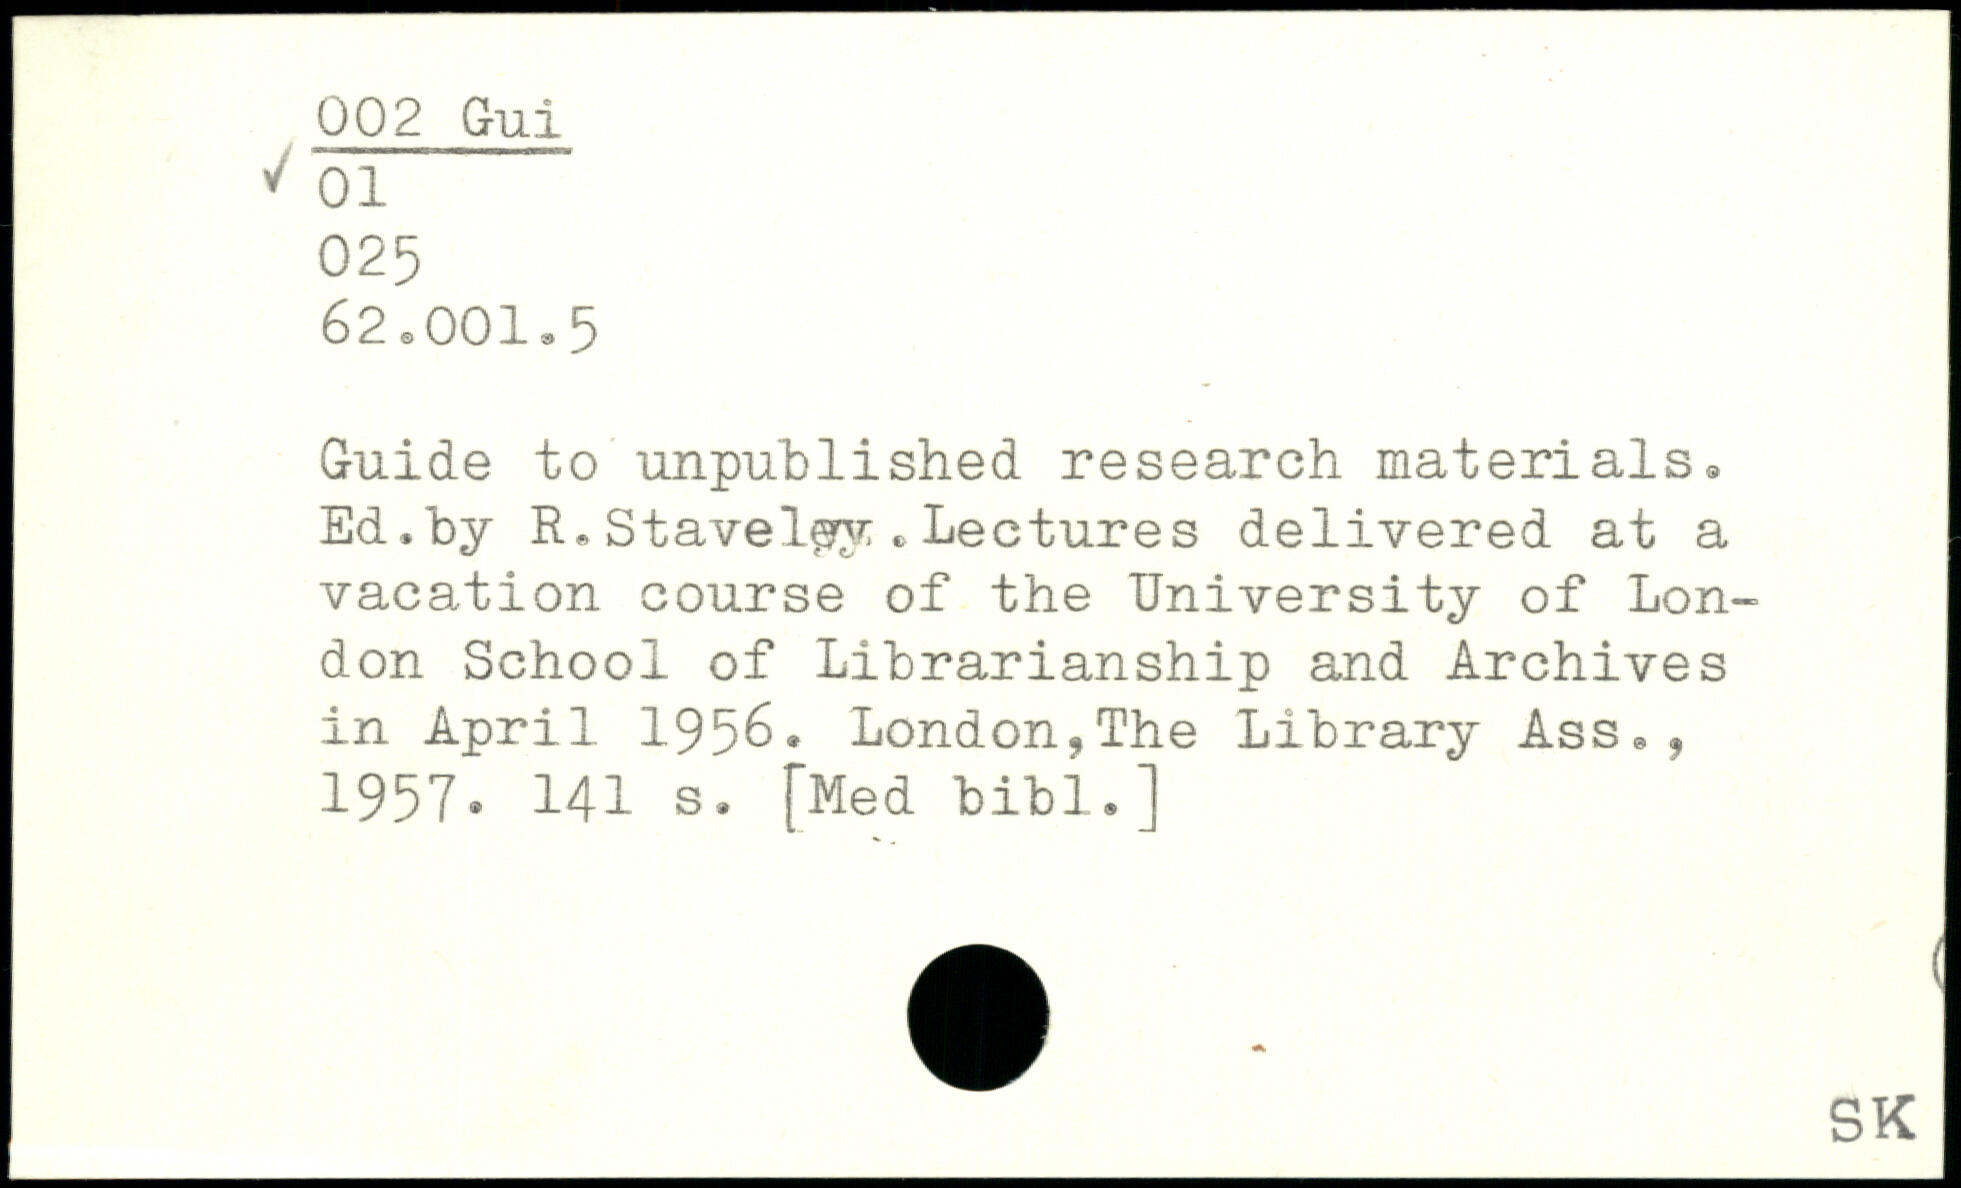 002 Gui
✓ 01
025
62.001.5
Guide to unpublished research materials.
Ed.by R.Staveley.Lectures delivered at a
vacation course of the University of Lon-
don School of Librarianship and Archives
in April 1956. London,The Library Ass.,
1957. 141 s. [Med bibl.]
SK